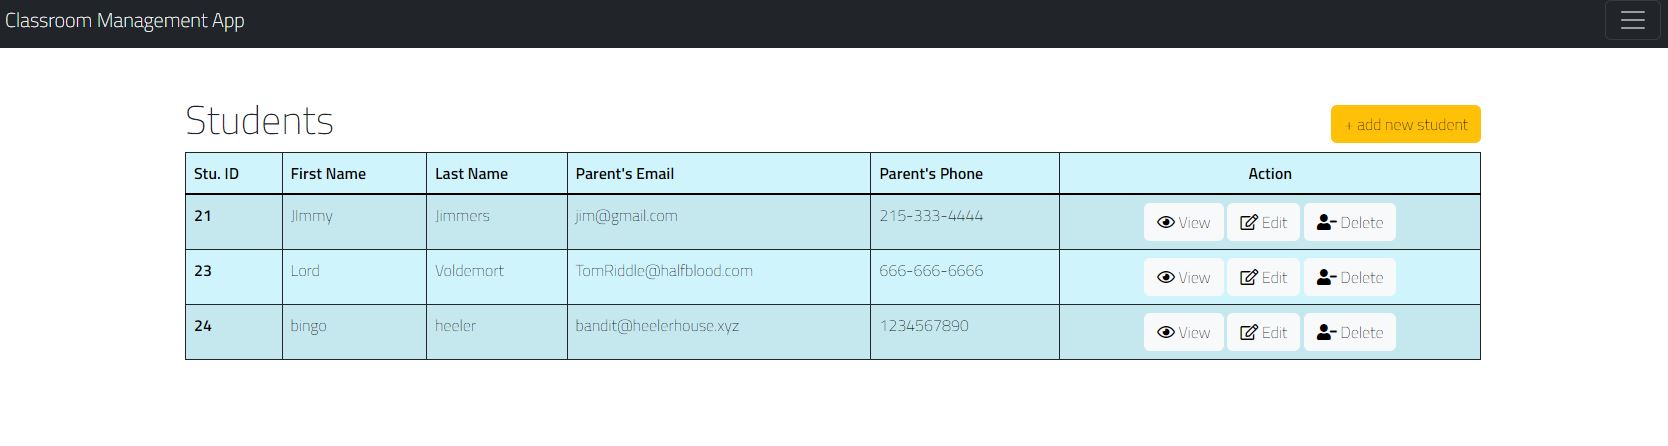 Classroom Management App
Students
+ add new student
Stu. ID First Name Last Name Parent's Email Parent's Phone Action
21 JImmy Jimmers jim@gmail.com 215-333-4444 View Edit Delete
23 Lord Voldemort TomRiddle@halfblood.com 666-666-6666 View Edit Delete
24 bingo heeler bandit@heelerhouse.xyz 1234567890 View Edit Delete